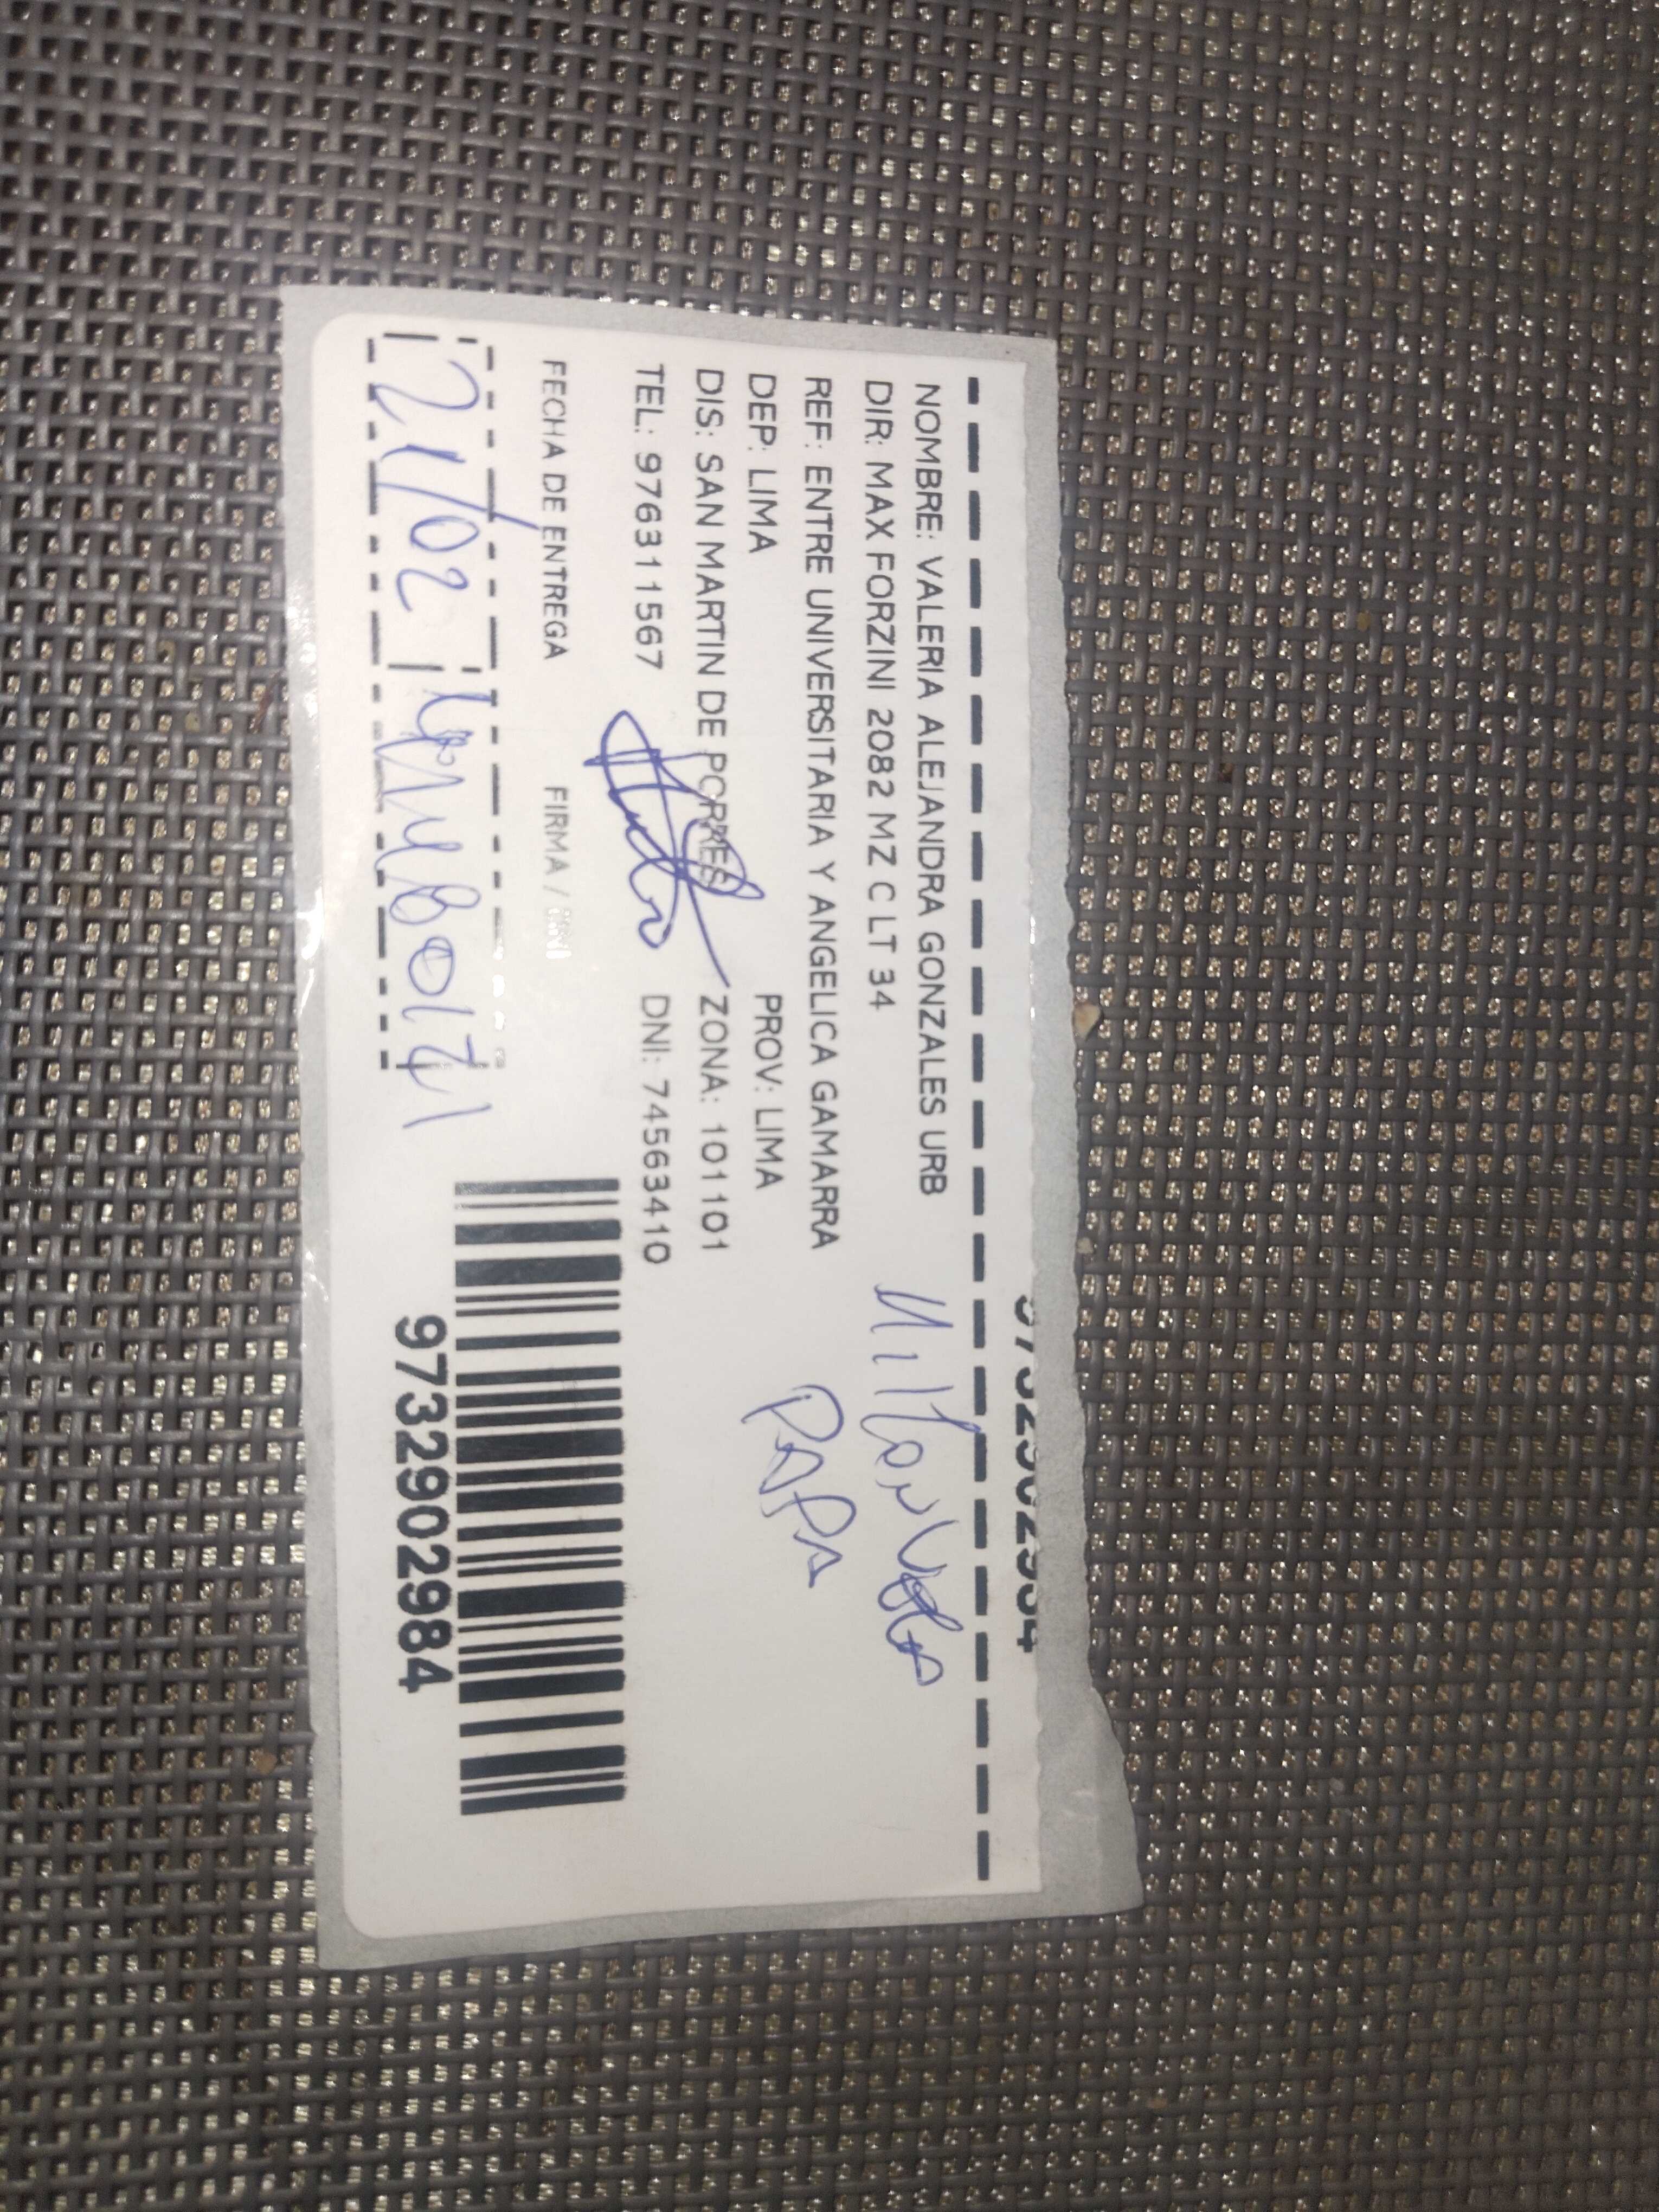 NOMBRE: VALERIA ALEJANDRA GONZALES URB
DIR: MAX FORZINI 2082 MZ C LT 34
REF: ENTRE UNIVERSITARIA Y ANGELICA GAMARRA
PAPA
DEP: LIMA PROV: LIMA
DIS: SAN MARTIN DE PORRES ZONA: 101101
TEL: 976311567 DNI: 74563410
FECHA DE ENTREGA FIRMA / DNI
21/02
9732902984